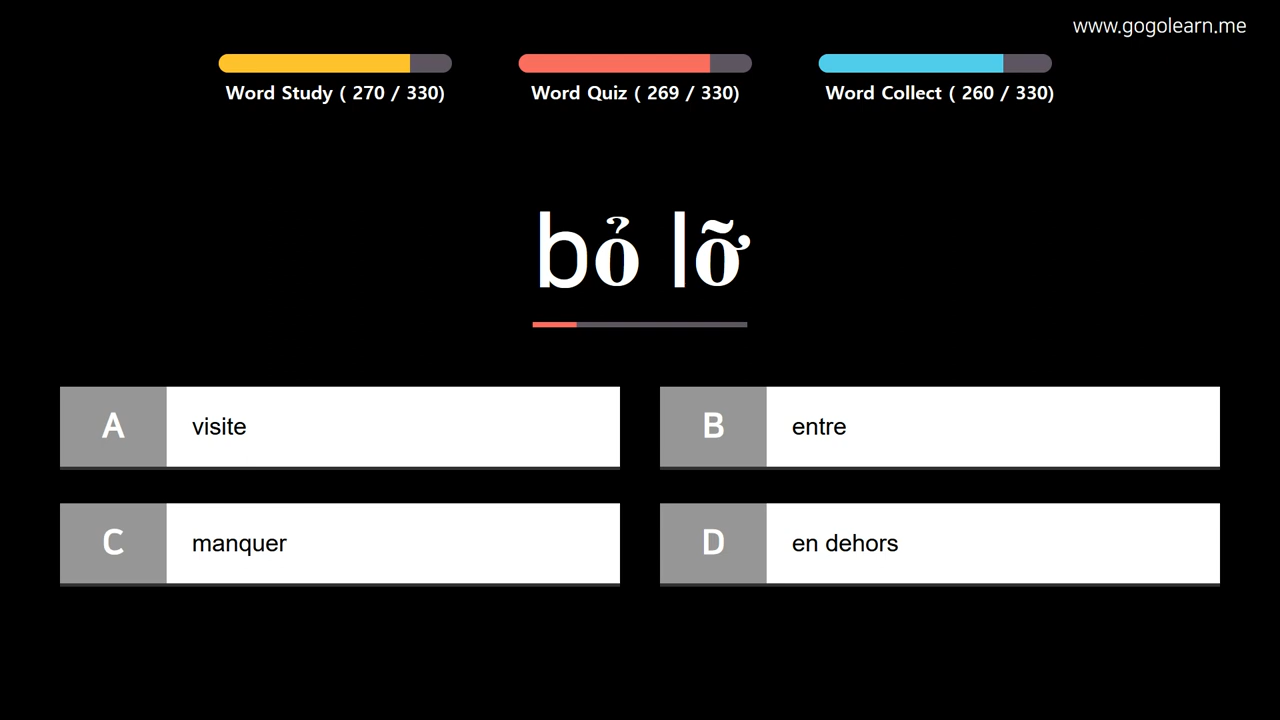 www.gogolearn.me
Word Study ( 270 / 330)
Word Quiz ( 269 / 330)
Word Collect ( 260 / 330)
bỏ lỡ
A visite
B entre
C manquer
D en dehors